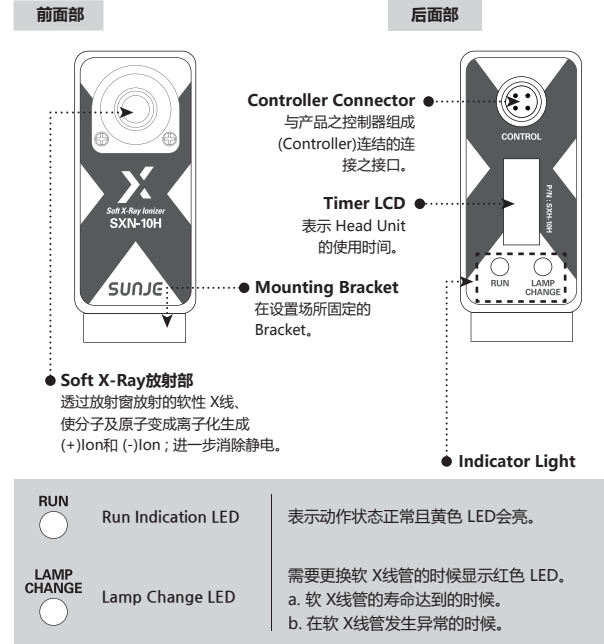 前面部
后面部
Soft X-Ray Ionizer
SXN-10H
SUNJE
Controller Connector
与产品之控制器组成
(Controller)连结的连
接之接口。
Timer LCD
表示 Head Unit
的使用时间。
Mounting Bracket
在设置场所固定的
Bracket。
CONTROL
P/N : SXH-10H
RUN
LAMP
CHANGE
Soft X-Ray放射部
透过放射窗放射的软性 X线、
使分子及原子变成离子化生成
(+)Ion和 (-)Ion ; 进一步消除静电。
Indicator Light
RUN
Run Indication LED
表示动作状态正常且黄色 LED会亮。
LAMP
CHANGE
Lamp Change LED
需要更换软 X线管的时候显示红色 LED。
a. 软 X线管的寿命达到的时候。
b. 在软 X线管发生异常的时候。